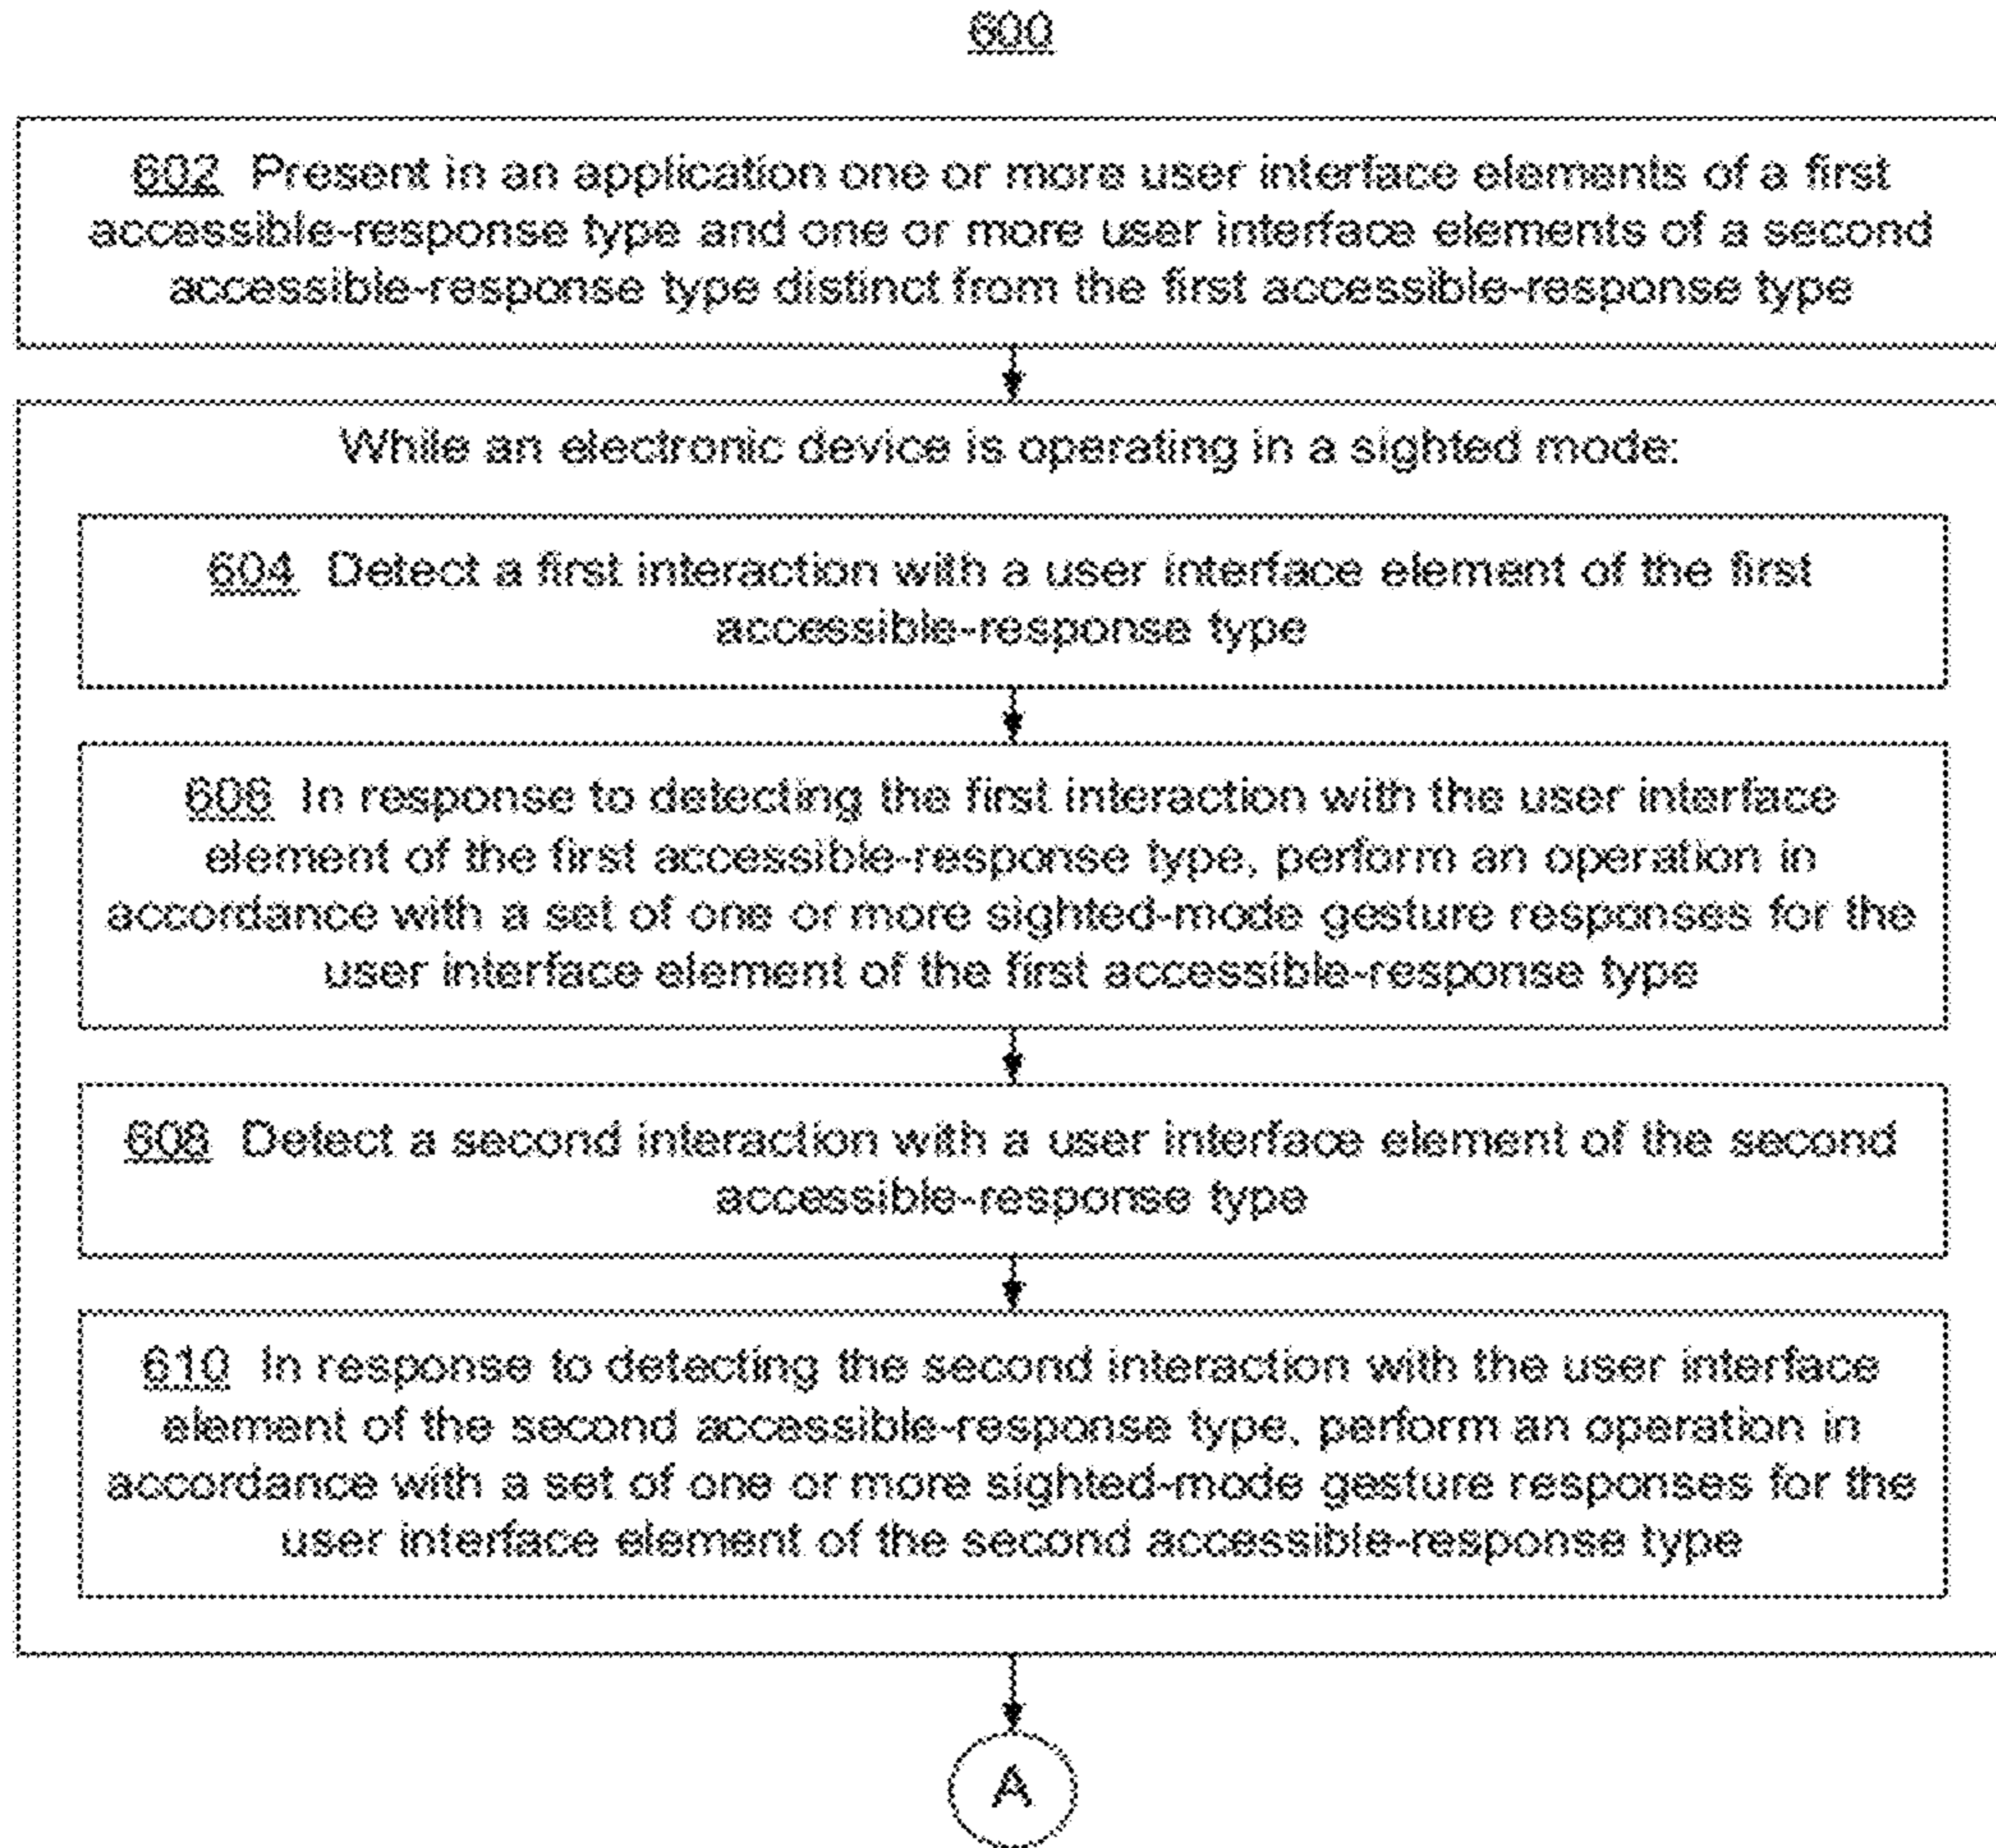 600
602 Present in an application one or more user interface elements of a first
accessible-response type and one or more user interface elements of a second
accessible-response type distinct from the first accessible-response type
While an electronic device is operating in a sighted mode:
604 Detect a first interaction with a user interface element of the first
accessible-response type
606 In response to detecting the first interaction with the user interface
element of the first accessible-response type, perform an operation in
accordance with a set of one or more sighted-mode gesture responses for the
user interface element of the first accessible-response type
608 Detect a second interaction with a user interface element of the second
accessible-response type
610 In response to detecting the second interaction with the user interface
element of the second accessible-response type, perform an operation in
accordance with a set of one or more sighted-mode gesture responses for the
user interface element of the second accessible-response type
A